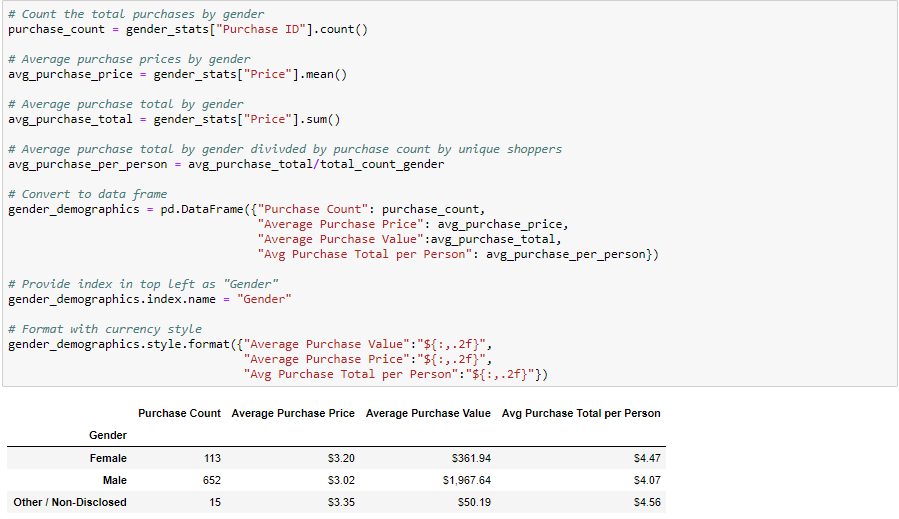 # Count the total purchases by gender
purchase_count = gender_stats["Purchase ID"].count()
# Average purchase prices by gender
avg_purchase_price = gender_stats["Price"].mean()
# Average purchase total by gender
avg_purchase_total = gender_stats["Price"].sum()
# Average purchase total by gender divivded by purchase count by unique shoppers
avg_purchase_per_person = avg_purchase_total/total_count_gender
# Convert to data frame
gender_demographics = pd.DataFrame({"Purchase Count": purchase_count,
"Average Purchase Price": avg_purchase_price,
"Average Purchase Value":avg_purchase_total,
"Avg Purchase Total per Person": avg_purchase_per_person})
# Provide index in top left as "Gender"
gender_demographics.index.name = "Gender"
# Format with currency style
gender_demographics.style.format({"Average Purchase Value":"${:,.2f}",
"Average Purchase Price":"${:,.2f}",
"Avg Purchase Total per Person":"${:,.2f}"})
Purchase Count Average Purchase Price Average Purchase Value Avg Purchase Total per Person
Gender
Female 113 $3.20 $361.94 $4.47
Male 652 $3.02 $1,967.64 $4.07
Other / Non-Disclosed 15 $3.35 $50.19 $4.56